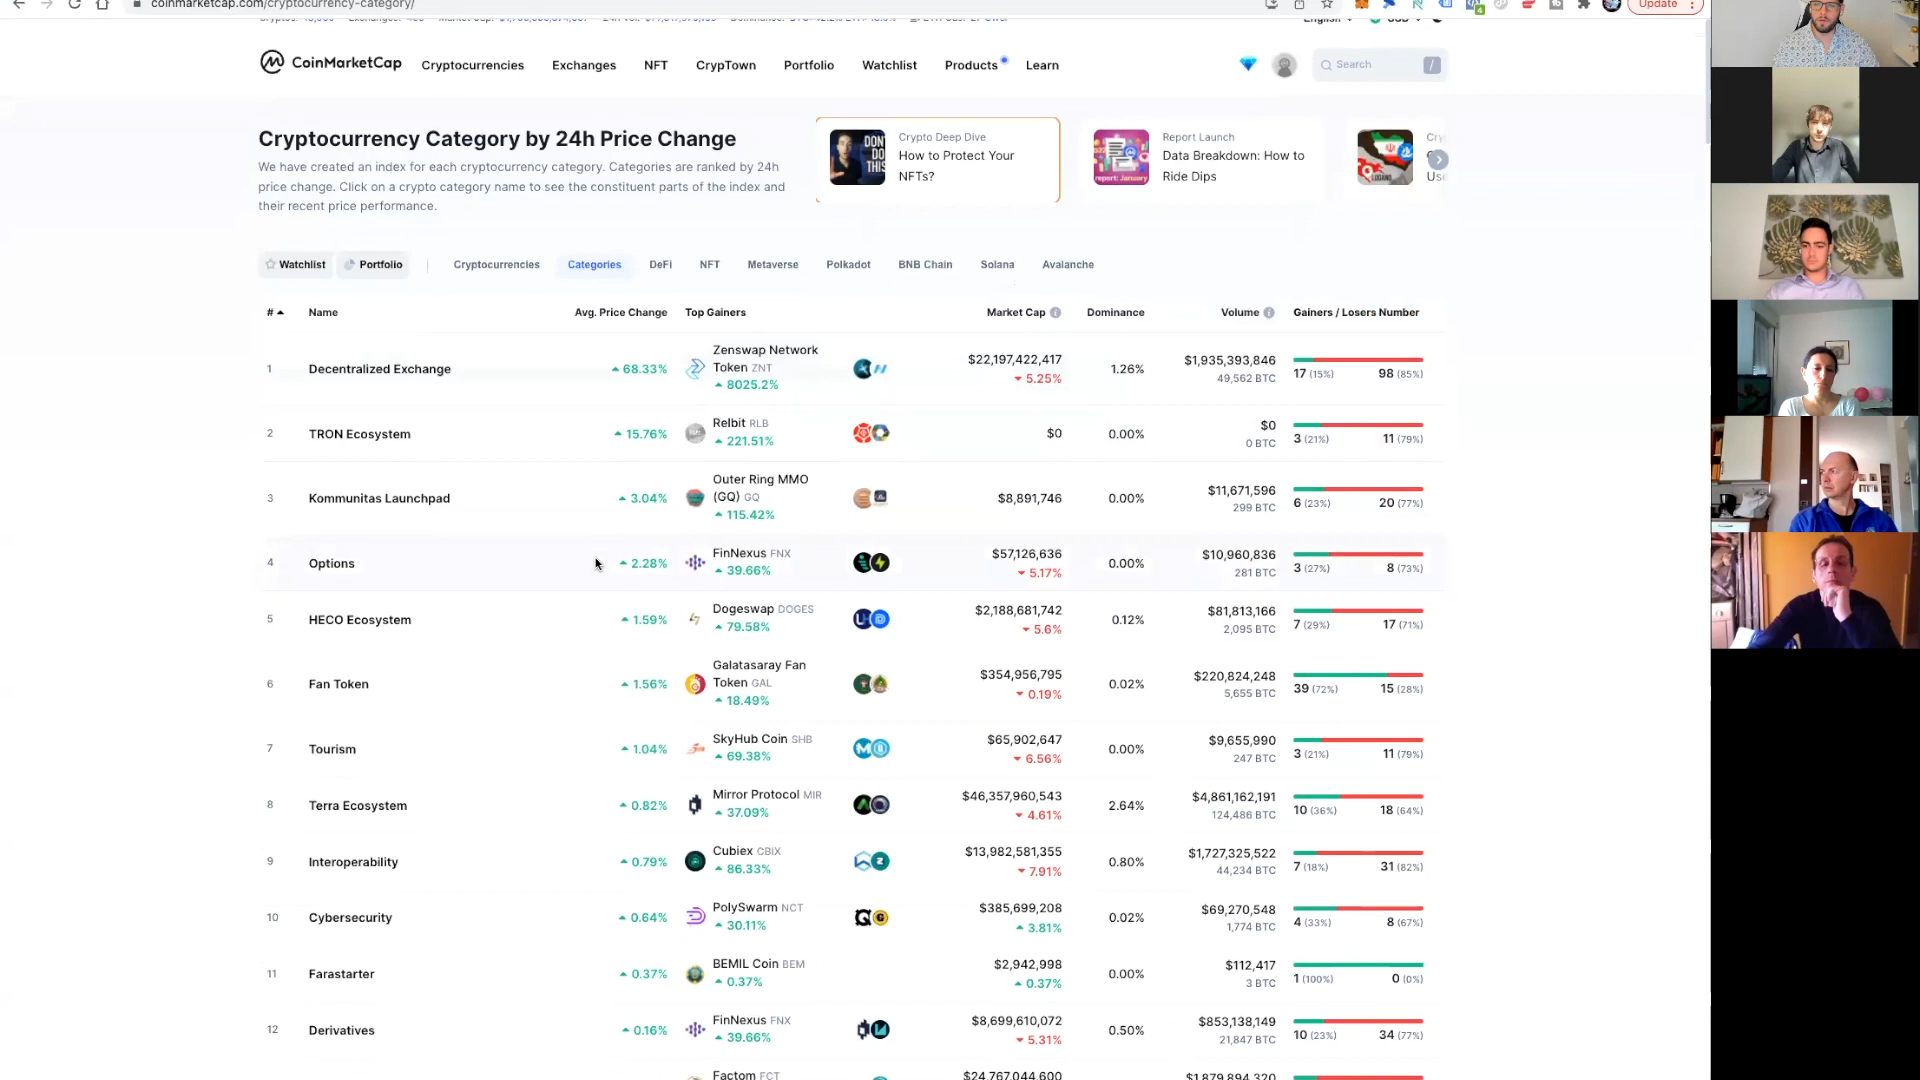 coinmarketcap.com/cryptocurrency-category/
Update
English
USD
CoinMarketCap
Cryptocurrencies
Exchanges
NFT
CrypTown
Portfolio
Watchlist
Products
Learn
Search
/
Cryptocurrency Category by 24h Price Change
We have created an index for each cryptocurrency category. Categories are ranked by 24h
price change. Click on a crypto category name to see the constituent parts of the index and
their recent price performance.
Crypto Deep Dive
How to Protect Your
NFTs?
Report Launch
Data Breakdown: How to
Ride Dips
Watchlist
Portfolio
Cryptocurrencies
Categories
DeFi
NFT
Metaverse
Polkadot
BNB Chain
Solana
Avalanche
# Name Avg. Price Change Top Gainers Market Cap Dominance Volume Gainers / Losers Number
1 Decentralized Exchange 68.33%
Zenswap Network
Token ZNT
8025.2%
$22,197,422,417
5.25%
1.26%
$1,935,393,846
49,562 BTC
17 (15%) 98 (85%)
2 TRON Ecosystem 15.76%
Relbit RLB
221.51%
$0
0.00%
$0
0 BTC
3 (21%) 11 (79%)
3 Kommunitas Launchpad 3.04%
Outer Ring MMO
(GQ) GQ
115.42%
$8,891,746
0.00%
$11,671,596
299 BTC
6 (23%) 20 (77%)
4 Options 2.28%
FinNexus FNX
39.66%
$57,126,636
5.17%
0.00%
$10,960,836
281 BTC
3 (27%) 8 (73%)
5 HECO Ecosystem 1.59%
Dogeswap DOGES
79.58%
$2,188,681,742
5.6%
0.12%
$81,813,166
2,095 BTC
7 (29%) 17 (71%)
6 Fan Token 1.56%
Galatasaray Fan
Token GAL
18.49%
$354,956,795
0.19%
0.02%
$220,824,248
5,655 BTC
39 (72%) 15 (28%)
7 Tourism 1.04%
SkyHub Coin SHB
69.38%
$65,902,647
6.56%
0.00%
$9,655,990
247 BTC
3 (21%) 11 (79%)
8 Terra Ecosystem 0.82%
Mirror Protocol MIR
37.09%
$46,357,960,543
4.61%
2.64%
$4,861,162,191
124,486 BTC
10 (36%) 18 (64%)
9 Interoperability 0.79%
Cubiex CBIX
86.33%
$13,982,581,355
7.91%
0.80%
$1,727,325,522
44,234 BTC
7 (18%) 31 (82%)
10 Cybersecurity 0.64%
PolySwarm NCT
30.11%
$385,699,208
3.81%
0.02%
$69,270,548
1,774 BTC
4 (33%) 8 (67%)
11 Farastarter 0.37%
BEMIL Coin BEM
0.37%
$2,942,998
0.37%
0.00%
$112,417
3 BTC
1 (100%) 0 (0%)
12 Derivatives 0.16%
FinNexus FNX
39.66%
$8,699,610,072
5.31%
0.50%
$853,138,149
21,847 BTC
10 (23%) 34 (77%)
Factom FCT
$24,767,044,600
$1,879,894,320